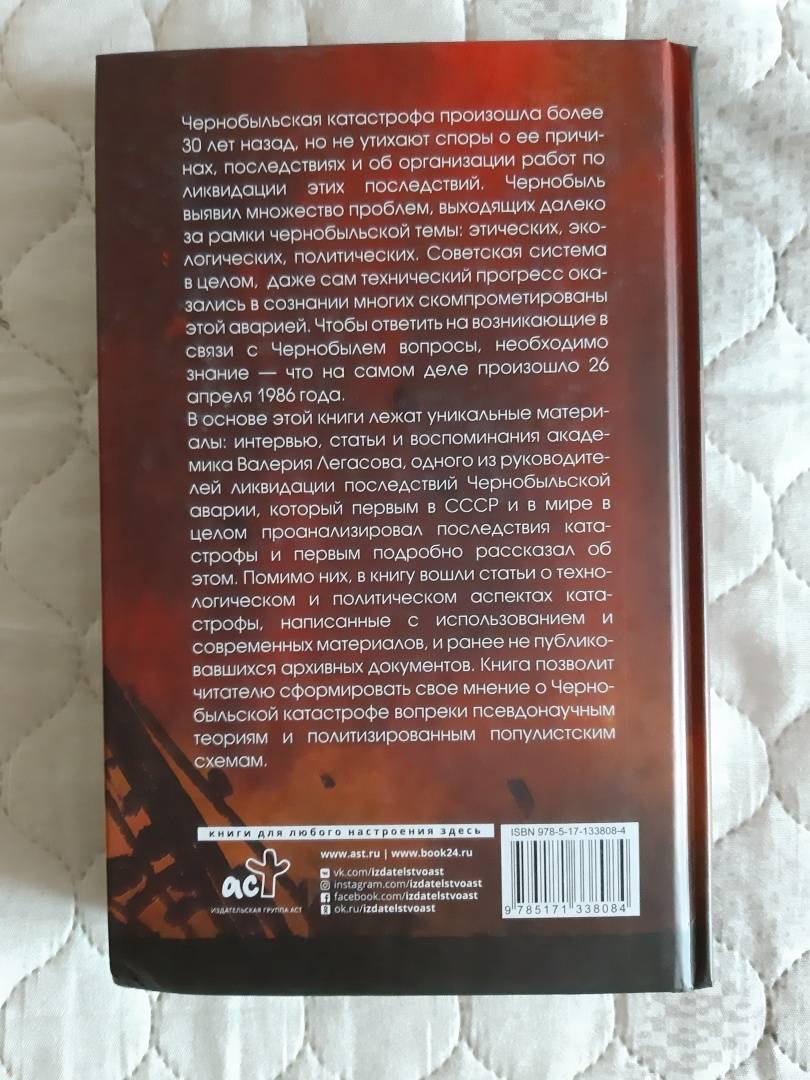 Чернобыльская катастрофа произошла более
30 лет назад, но не утихают споры о ее причи-
нах, последствиях и об организации работ по
ликвидации этих последствий. Чернобыль
выявил множество проблем, выходящих далеко
за рамки чернобыльской темы: этических, эко-
логических, политических. Советская система
в целом, даже сам технический прогресс ока-
зались в сознании многих скомпрометированы
этой аварией. Чтобы ответить на возникающие в
связи с Чернобылем вопросы, необходимо
знание — что на самом деле произошло 26
апреля 1986 года.
В основе этой книги лежат уникальные матери-
алы: интервью, статьи и воспоминания акаде-
мика Валерия Легасова, одного из руководите-
лей ликвидации последствий Чернобыльской
аварии, который первым в СССР и в мире в
целом проанализировал последствия ката-
строфы и первым подробно рассказал об
этом. Помимо них, в книгу вошли статьи о техно-
логическом и политическом аспектах ката-
строфы, написанные с использованием и
современных материалов, и ранее не публико-
вавшихся архивных документов. Книга позволит
читателю сформировать свое мнение о Черно-
быльской катастрофе вопреки псевдонаучным
теориям и политизированным популистским
схемам.
книги для любого настроения здесь
аст
ИЗДАТЕЛЬСКАЯ ГРУППА АСТ
www.ast.ru | www.book24.ru
vk.com/izdatelstvoast
instagram.com/izdatelstvoast
facebook.com/izdatelstvoast
ok.ru/izdatelstvoast
ISBN 978-5-17-133808-4
9 785171 338084